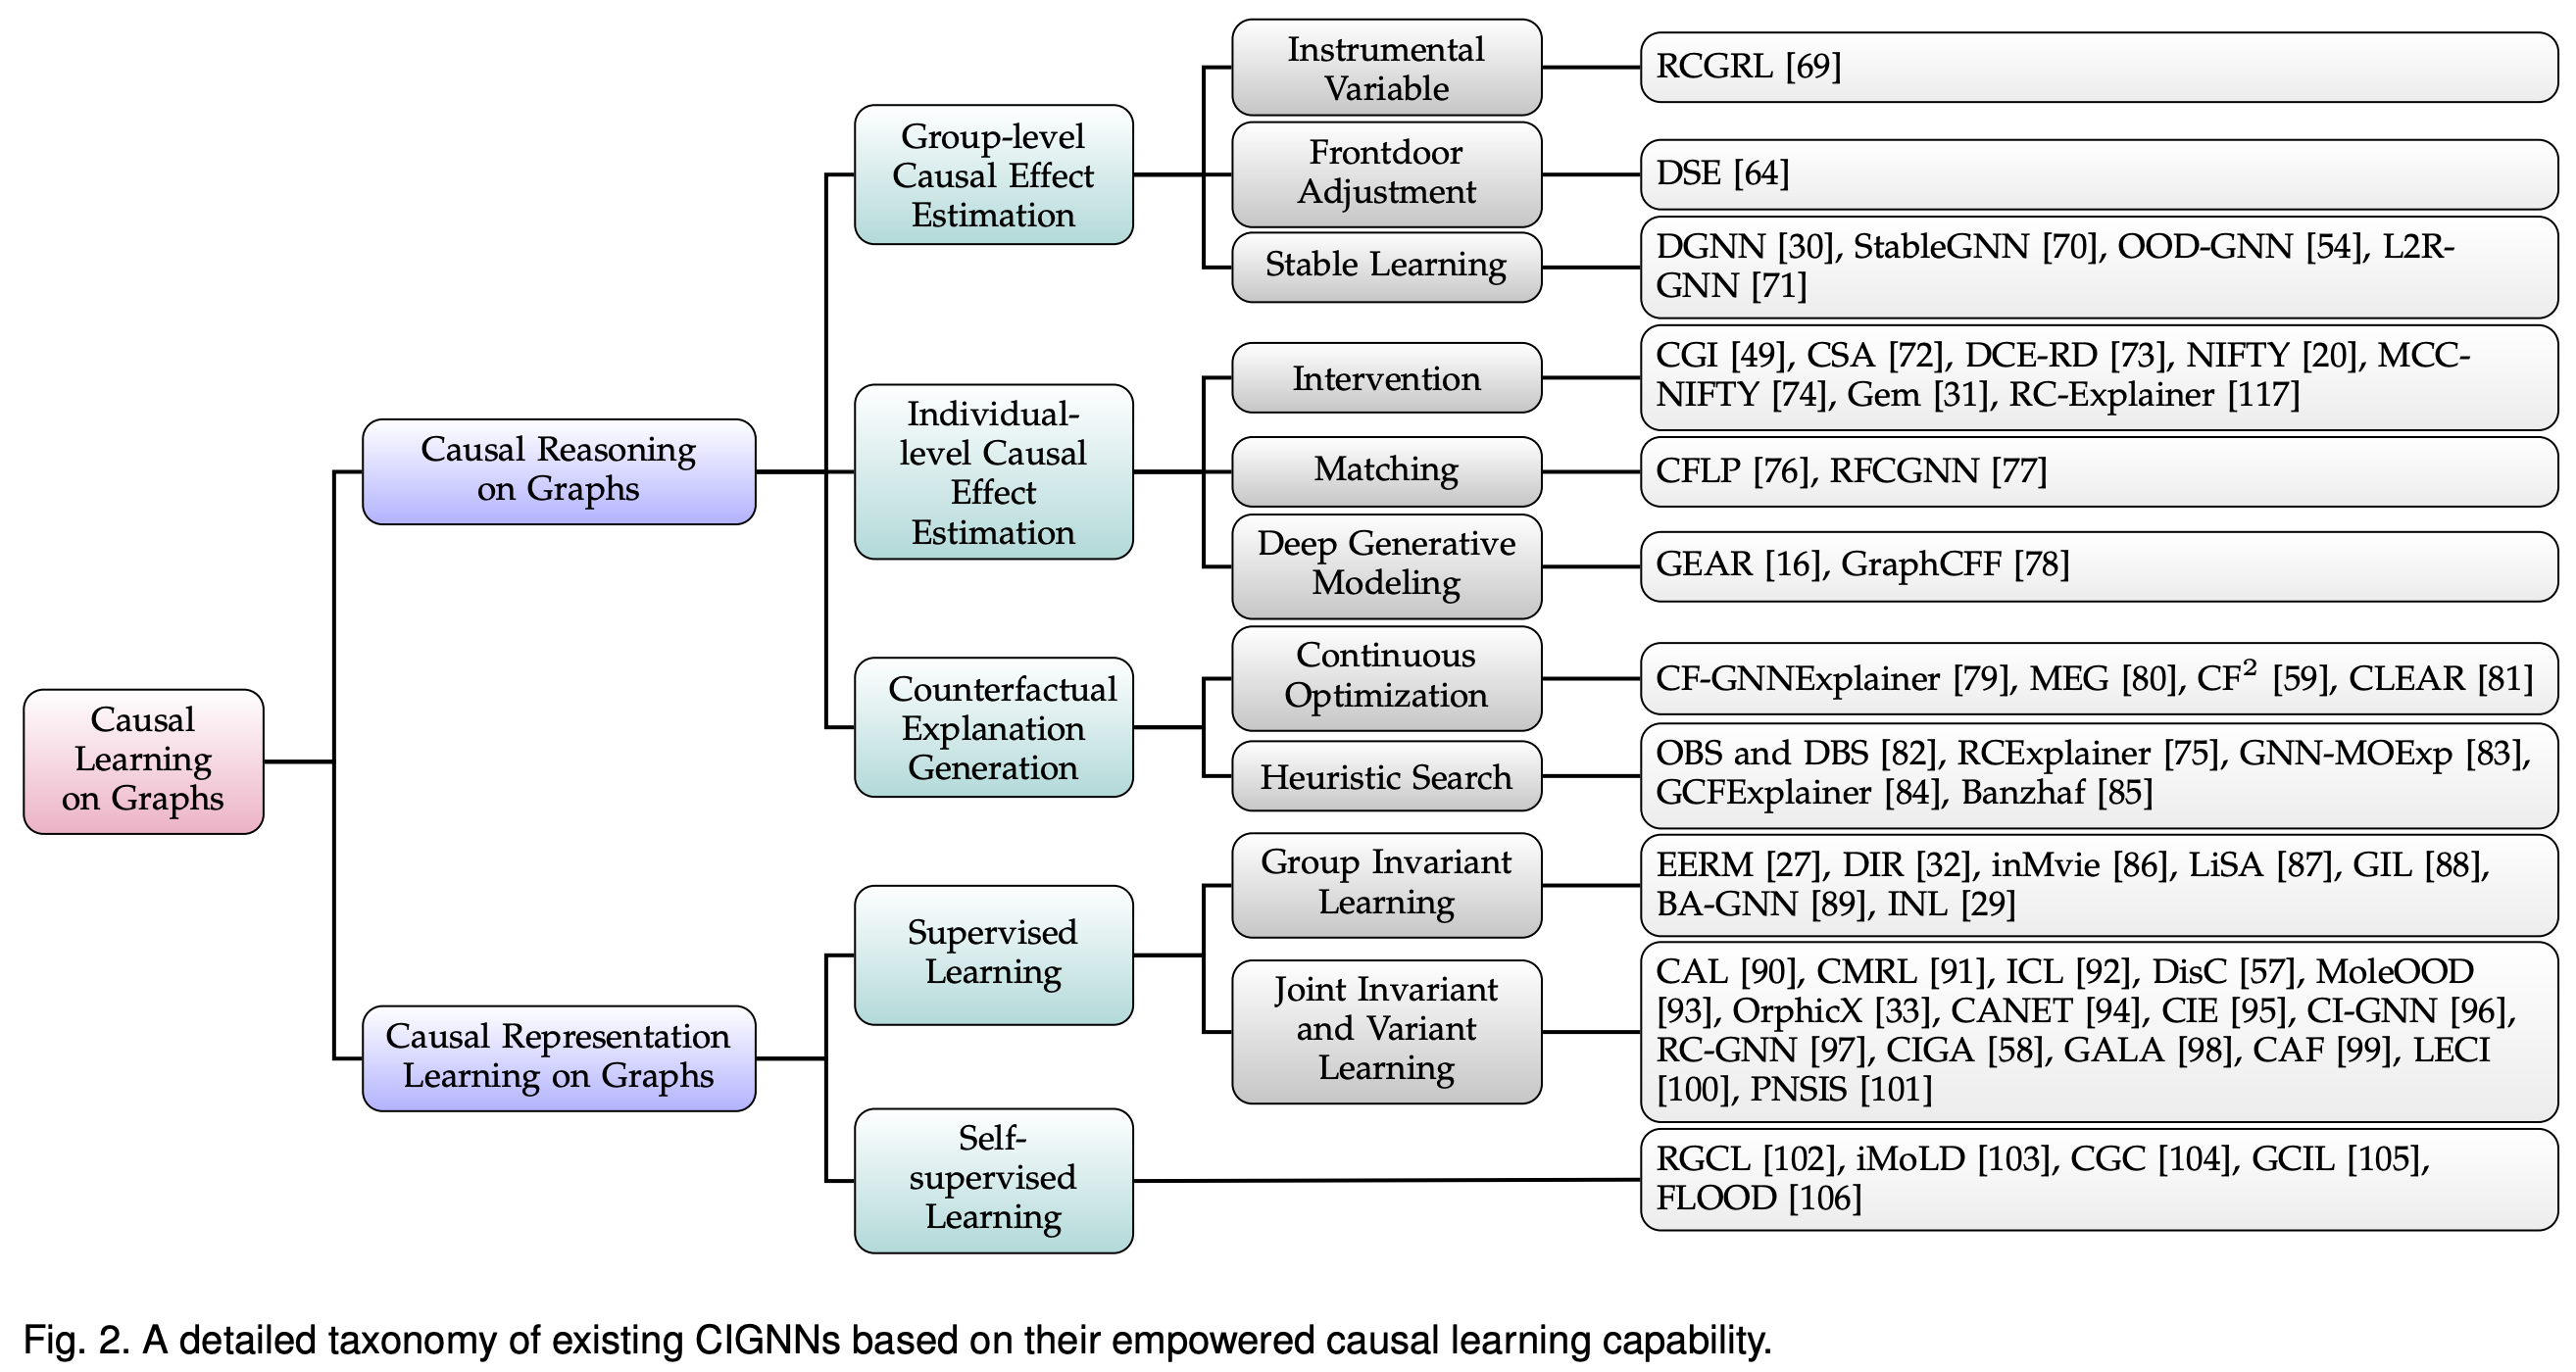 Causal
Learning
on Graphs
Causal Reasoning
on Graphs
Group-level
Causal Effect
Estimation
Instrumental
Variable
RCGRL [69]
Frontdoor
Adjustment
DSE [64]
Stable Learning
DGNN [30], StableGNN [70], OOD-GNN [54], L2R-
GNN [71]
Individual-
level Causal
Effect
Estimation
Intervention
CGI [49], CSA [72], DCE-RD [73], NIFTY [20], MCC-
NIFTY [74], Gem [31], RC-Explainer [117]
Matching
CFLP [76], RFCGNN [77]
Deep Generative
Modeling
GEAR [16], GraphCFF [78]
Counterfactual
Explanation
Generation
Continuous
Optimization
CF-GNNExplainer [79], MEG [80], CF² [59], CLEAR [81]
Heuristic Search
OBS and DBS [82], RCExplainer [75], GNN-MOExp [83],
GCFExplainer [84], Banzhaf [85]
Causal Representation
Learning on Graphs
Supervised
Learning
Group Invariant
Learning
EERM [27], DIR [32], inMvie [86], LiSA [87], GIL [88],
BA-GNN [89], INL [29]
Joint Invariant
and Variant
Learning
CAL [90], CMRL [91], ICL [92], DisC [57], MoleOOD
[93], OrphicX [33], CANET [94], CIE [95], CI-GNN [96],
RC-GNN [97], CIGA [58], GALA [98], CAF [99], LECI
[100], PNSIS [101]
Self-
supervised
Learning
RGCL [102], iMoLD [103], CGC [104], GCIL [105],
FLOOD [106]
Fig. 2. A detailed taxonomy of existing CIGNNs based on their empowered causal learning capability.